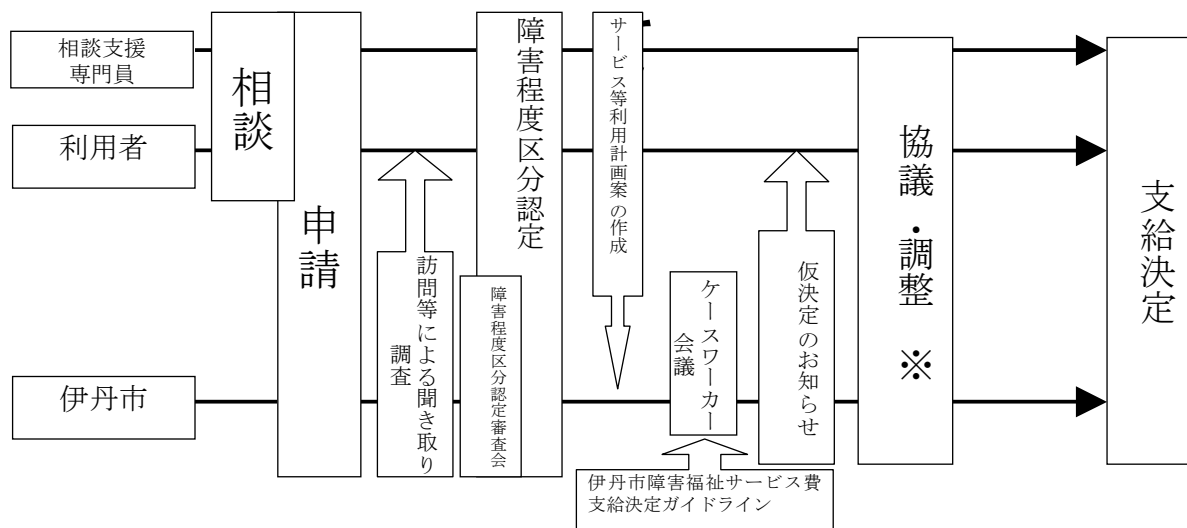 相談支援
専門員
利用者
伊丹市
相談
申請
訪問等による聞き取り
調査
障害程度区分認定
障害程度区分認定審査会
サービス等利用計画案の作成
ケースワーカー
会議
伊丹市障害福祉サービス費
支給決定ガイドライン
仮決定のお知らせ
協議・調整　※
支給決定